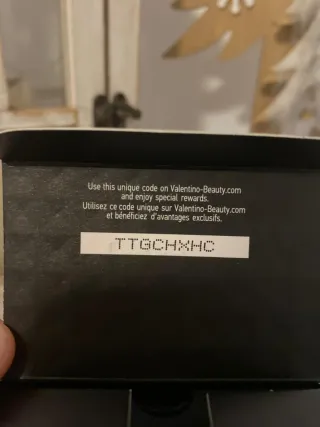 Use this unique code on Valentino-Beauty.com
and enjoy special rewards.
Utilisez ce code unique sur Valentino-Beauty.com
et bénéficiez d'avantages exclusifs.
TTGCHXHC